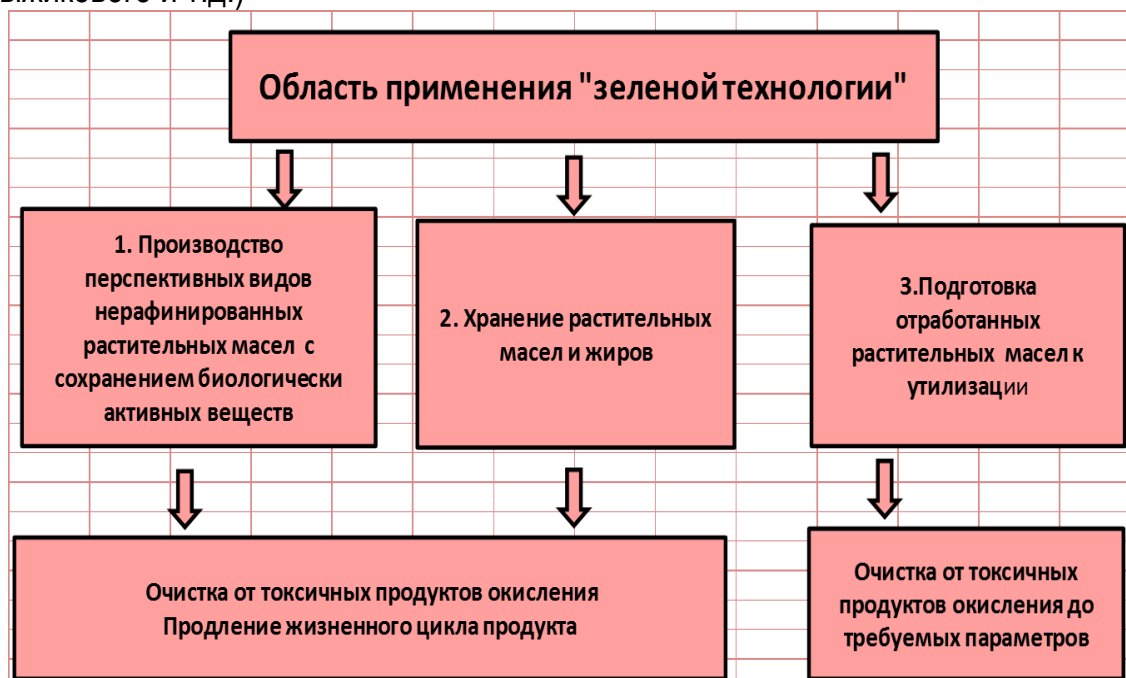 Область применения "зеленой технологии"
1. Производство
перспективных видов
нерафинированных
растительных масел с
сохранением биологически
активных веществ
2. Хранение растительных
масел и жиров
3.Подготовка
отработанных
растительных масел к
утилизации
Очистка от токсичных продуктов окисления
Продление жизненного цикла продукта
Очистка от токсичных
продуктов окисления до
требуемых параметров